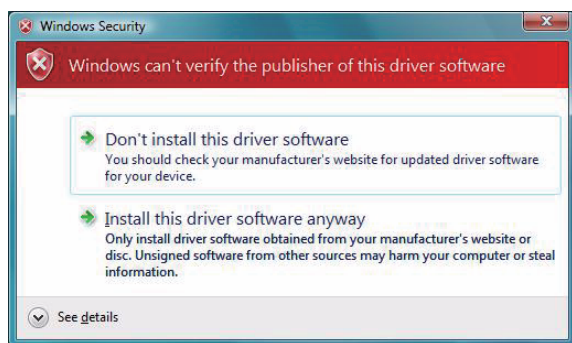 Windows Security
Windows can't verify the publisher of this driver software
Don't install this driver software
You should check your manufacturer's website for updated driver software
for your device.
Install this driver software anyway
Only install driver software obtained from your manufacturer's website or
disc. Unsigned software from other sources may harm your computer or steal
information.
See details